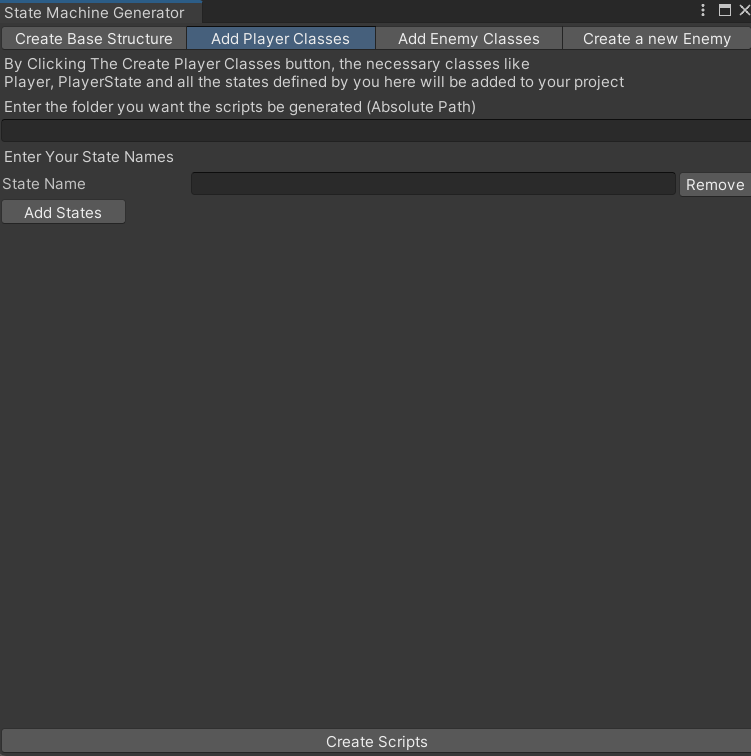 State Machine Generator
Create Base Structure
Add Player Classes
Add Enemy Classes
Create a new Enemy
By Clicking The Create Player Classes button, the necessary classes like
Player, PlayerState and all the states defined by you here will be added to your project
Enter the folder you want the scripts be generated (Absolute Path)
Enter Your State Names
State Name
Remove
Add States
Create Scripts